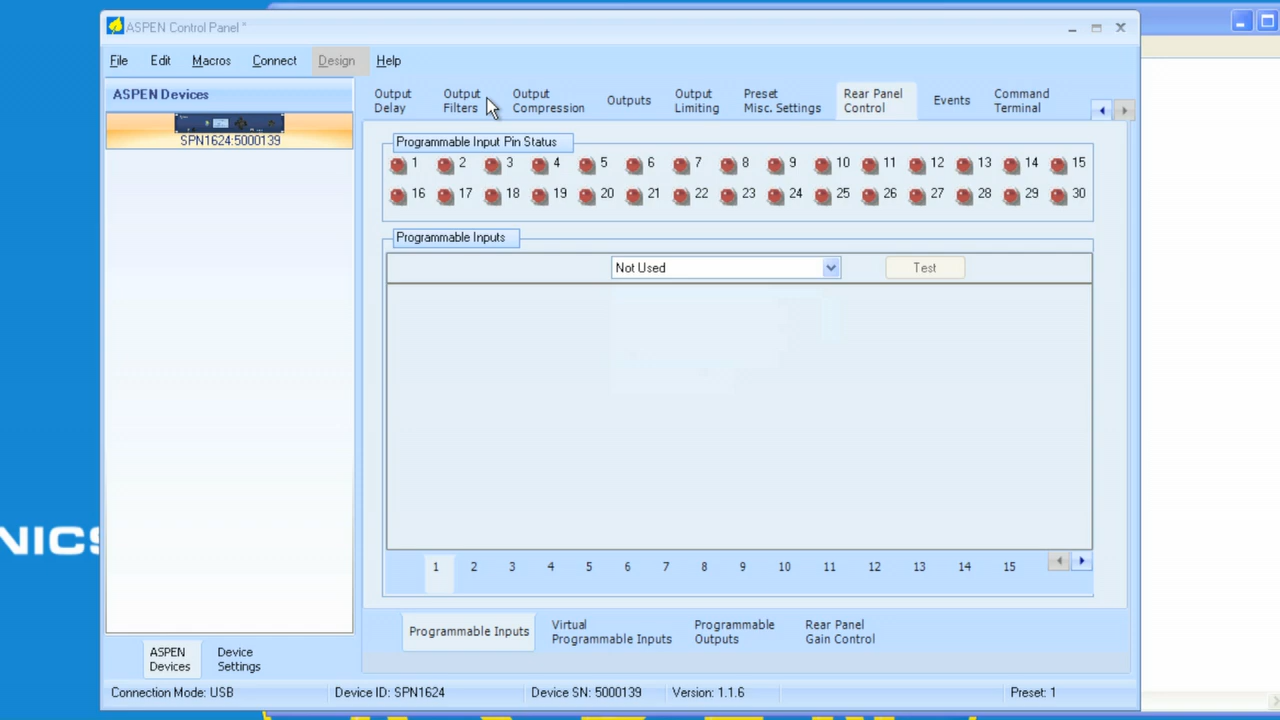 ASPEN Control Panel *
File Edit Macros Connect Design Help
ASPEN Devices
SPN1624:5000139
Output Delay
Output Filters
Output Compression
Outputs
Output Limiting
Preset Misc. Settings
Rear Panel Control
Events
Command Terminal
Programmable Input Pin Status
1 2 3 4 5 6 7 8 9 10 11 12 13 14 15
16 17 18 19 20 21 22 23 24 25 26 27 28 29 30
Programmable Inputs
Not Used Test
1 2 3 4 5 6 7 8 9 10 11 12 13 14 15
Programmable Inputs
Virtual Programmable Inputs
Programmable Outputs
Rear Panel Gain Control
ASPEN Devices
Device Settings
Connection Mode: USB Device ID: SPN1624 Device SN: 5000139 Version: 1.1.6 Preset: 1
NICS